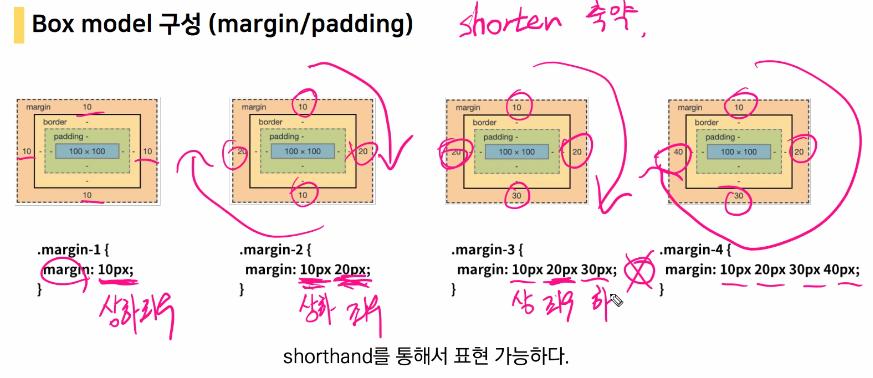 Box model 구성 (margin/padding)
shorten 축약,
margin 10
border -
padding -
10 - - 100 × 100 - - 10
-
-
10
margin 10
border -
padding -
20 - - 100 × 100 - - 20
-
-
10
margin 10
border -
padding -
20 - - 100 × 100 - - 20
-
-
30
margin 10
border -
padding -
40 - - 100 × 100 - - 20
-
-
30
.margin-1 {
margin: 10px;
}
상하좌우
.margin-2 {
margin: 10px 20px;
}
상하 좌우
.margin-3 {
margin: 10px 20px 30px;
}
상 좌우 하
.margin-4 {
margin: 10px 20px 30px 40px;
}
shorthand를 통해서 표현 가능하다.